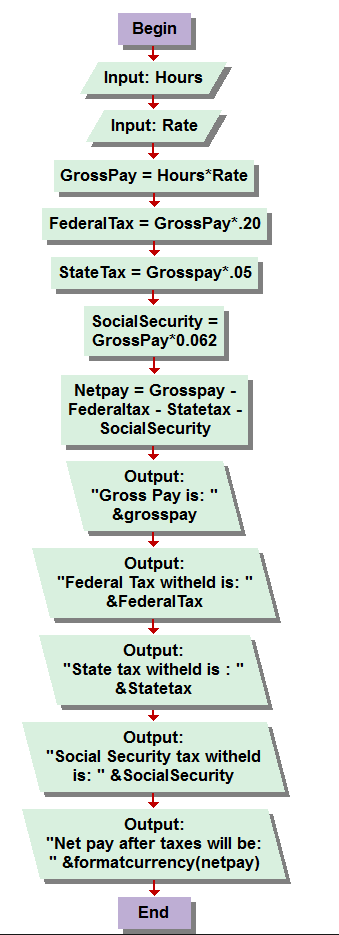 Begin
Input: Hours
Input: Rate
GrossPay = Hours*Rate
FederalTax = GrossPay*.20
StateTax = Grosspay*.05
SocialSecurity =
GrossPay*0.062
Netpay = Grosspay -
Federaltax - Statetax -
SocialSecurity
Output:
"Gross Pay is: "
&grosspay
Output:
"Federal Tax witheld is: "
&FederalTax
Output:
"State tax witheld is : "
&Statetax
Output:
"Social Security tax witheld
is: " &SocialSecurity
Output:
"Net pay after taxes will be:
" &formatcurrency(netpay)
End